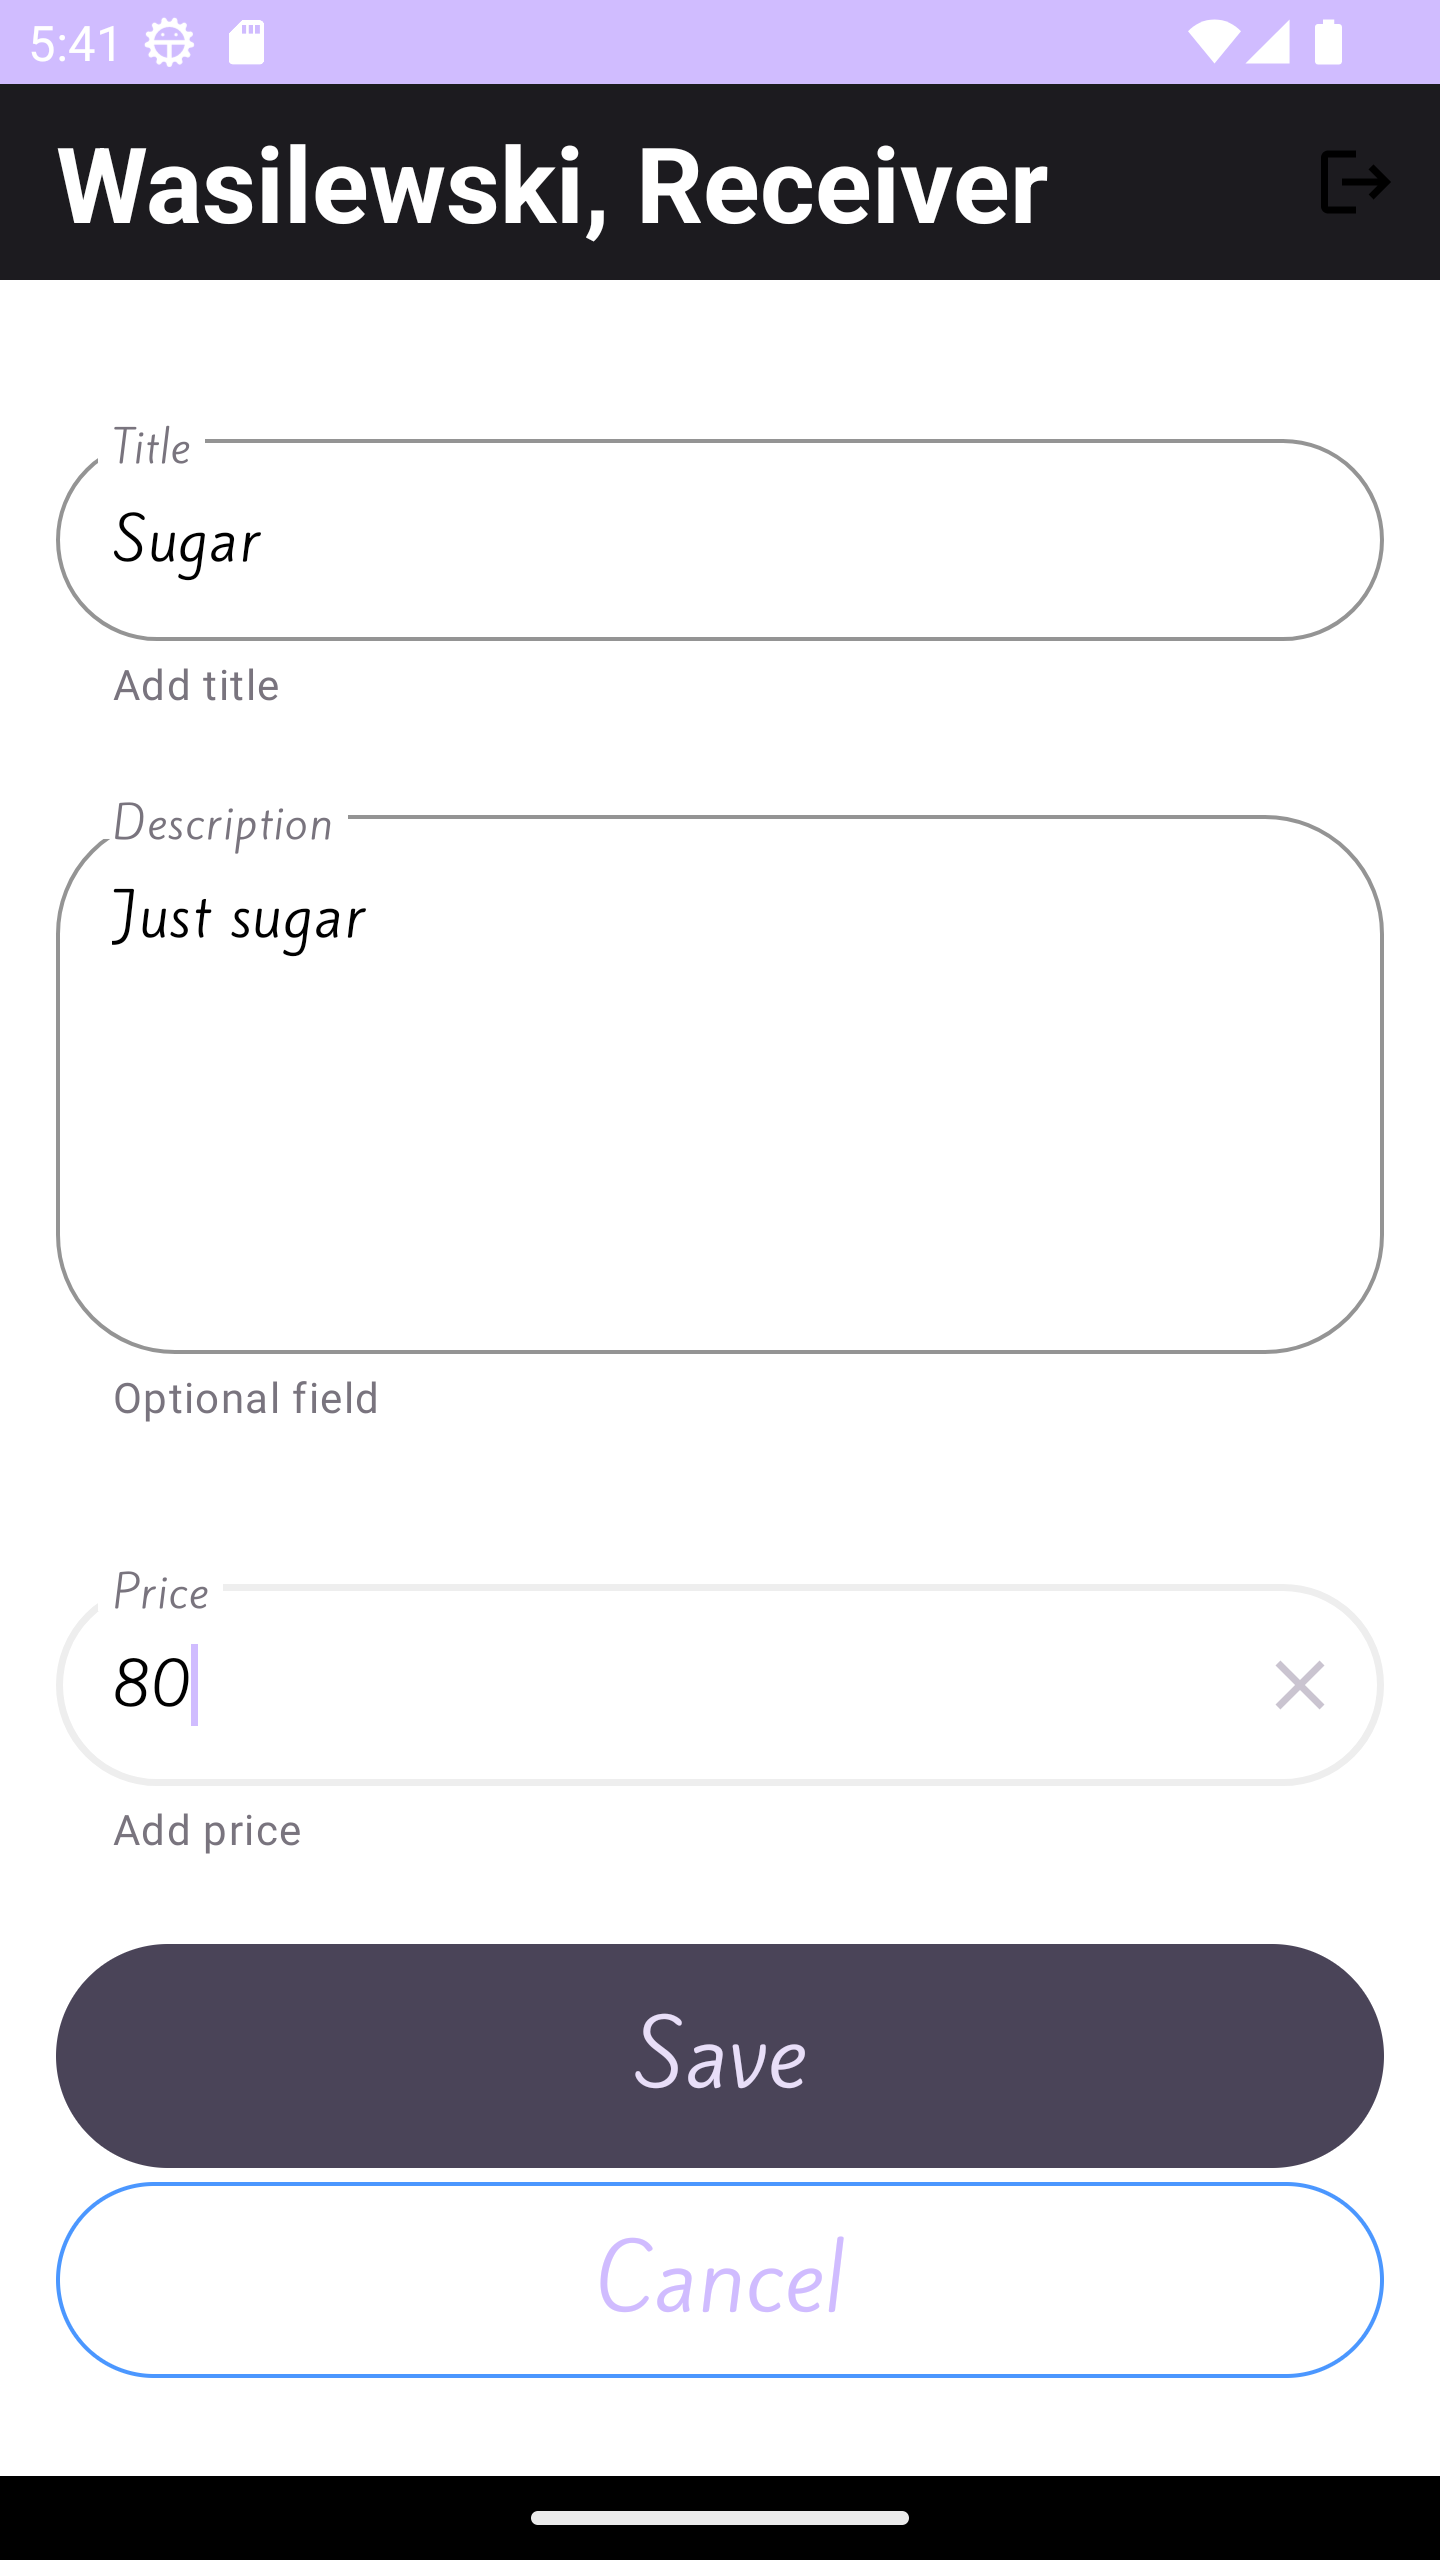 5:41
Wasilewski, Receiver
Title
Sugar
Add title
Description
Just sugar
Optional field
Price
80
Add price
Save
Cancel